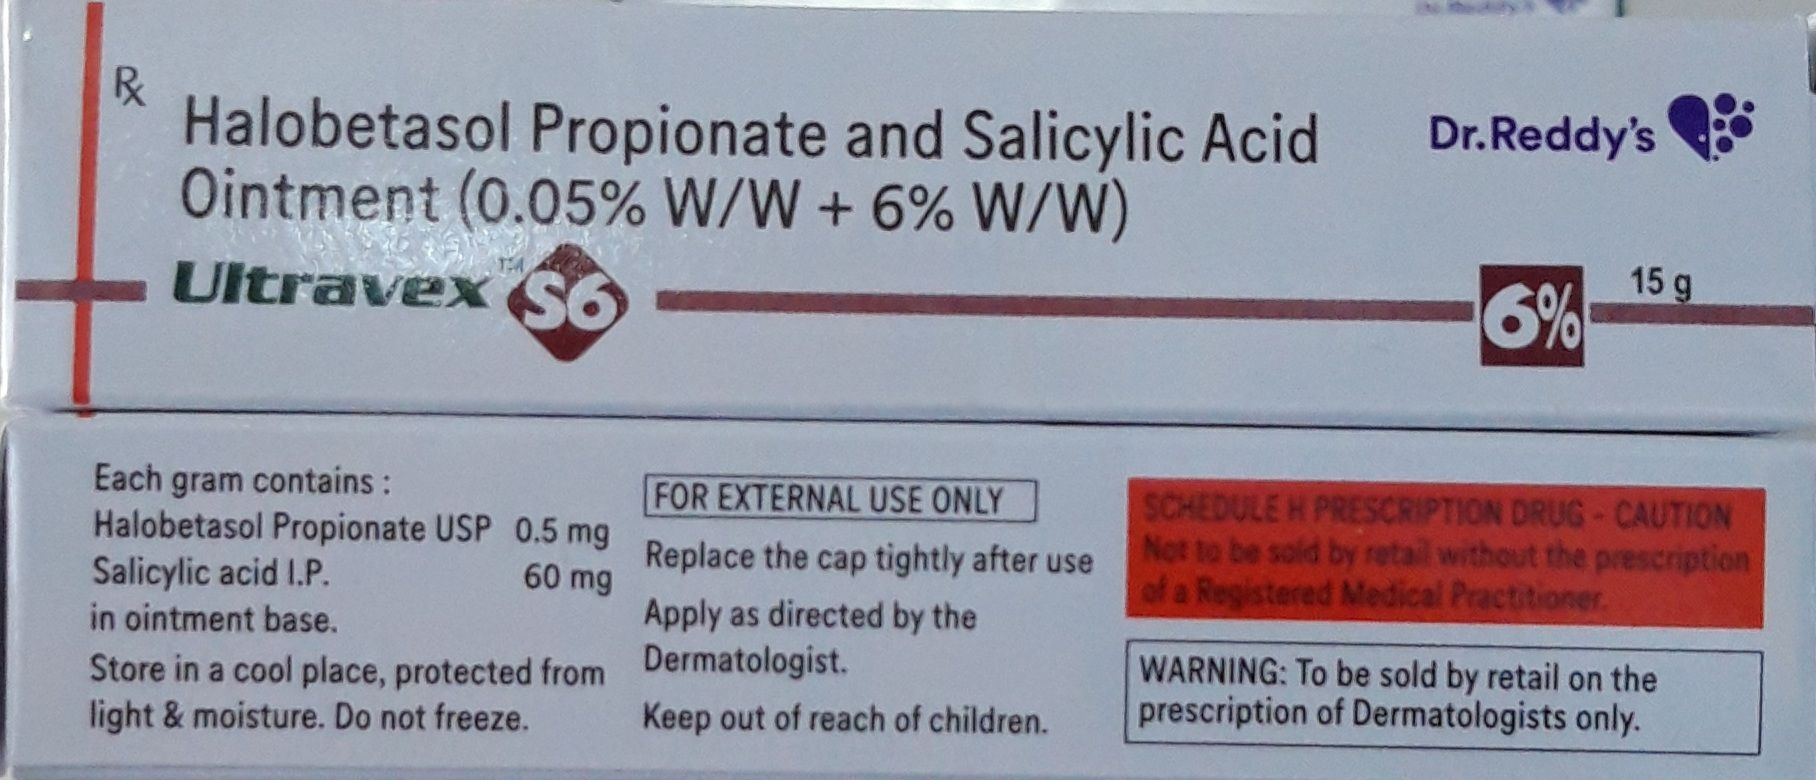 Rx
Halobetasol Propionate and Salicylic Acid
Ointment (0.05% W/W + 6% W/W)
Dr.Reddy's
Ultravex™ S6
6%
15 g
Each gram contains :
Halobetasol Propionate USP 0.5 mg
Salicylic acid I.P. 60 mg
in ointment base.
Store in a cool place, protected from
light & moisture. Do not freeze.
FOR EXTERNAL USE ONLY
Replace the cap tightly after use
Apply as directed by the
Dermatologist.
Keep out of reach of children.
SCHEDULE H PRESCRIPTION DRUG - CAUTION
Not to be sold by retail without the prescription
of a Registered Medical Practitioner.
WARNING: To be sold by retail on the
prescription of Dermatologists only.